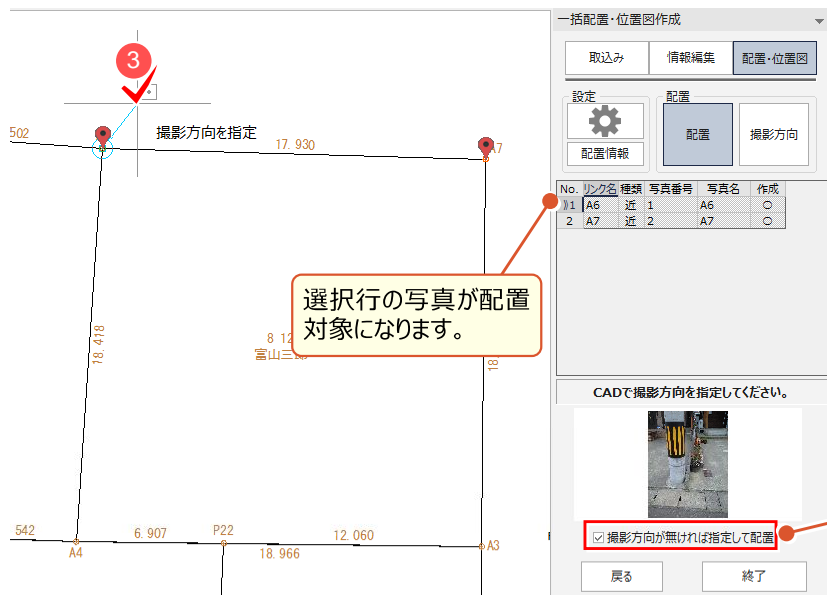 一括配置・位置図作成
取込み
情報編集
配置・位置図
設定
配置情報
配置
配置
撮影方向
No. リンク名 種類 写真番号 写真名 作成
1 A6 近 1 A6 ○
2 A7 近 2 A7 ○
3
撮影方向を指定
502
17.930
A7
選択行の写真が配置
対象になります。
8 12
富山三
18.418
18.
CADで撮影方向を指定してください。
撮影方向が無ければ指定して配置
戻る
終了
542
6.907
P22
12.060
A4
18.966
A3